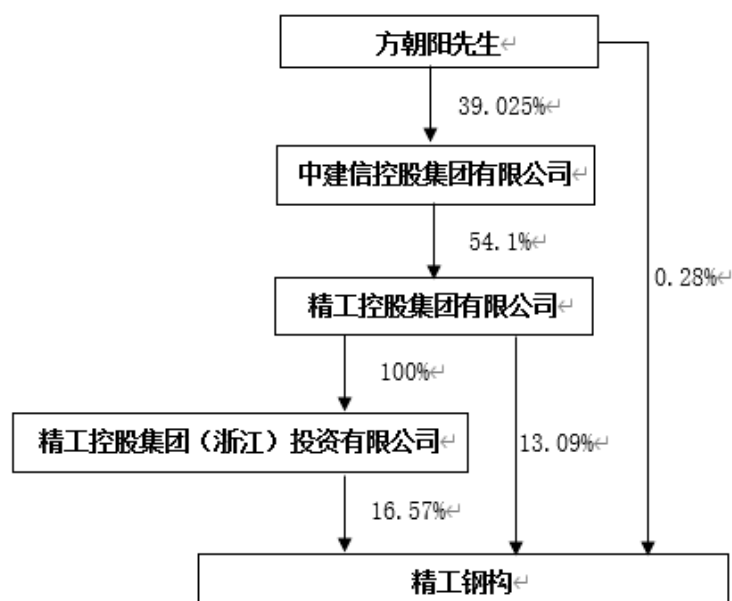 方朝阳先生↵
39.025%↵
中建信控股集团有限公司↵
54.1%↵
0.28%↵
精工控股集团有限公司↵
100%↵
精工控股集团（浙江）投资有限公司↵
13.09%↵
16.57%↵
精工钢构↵